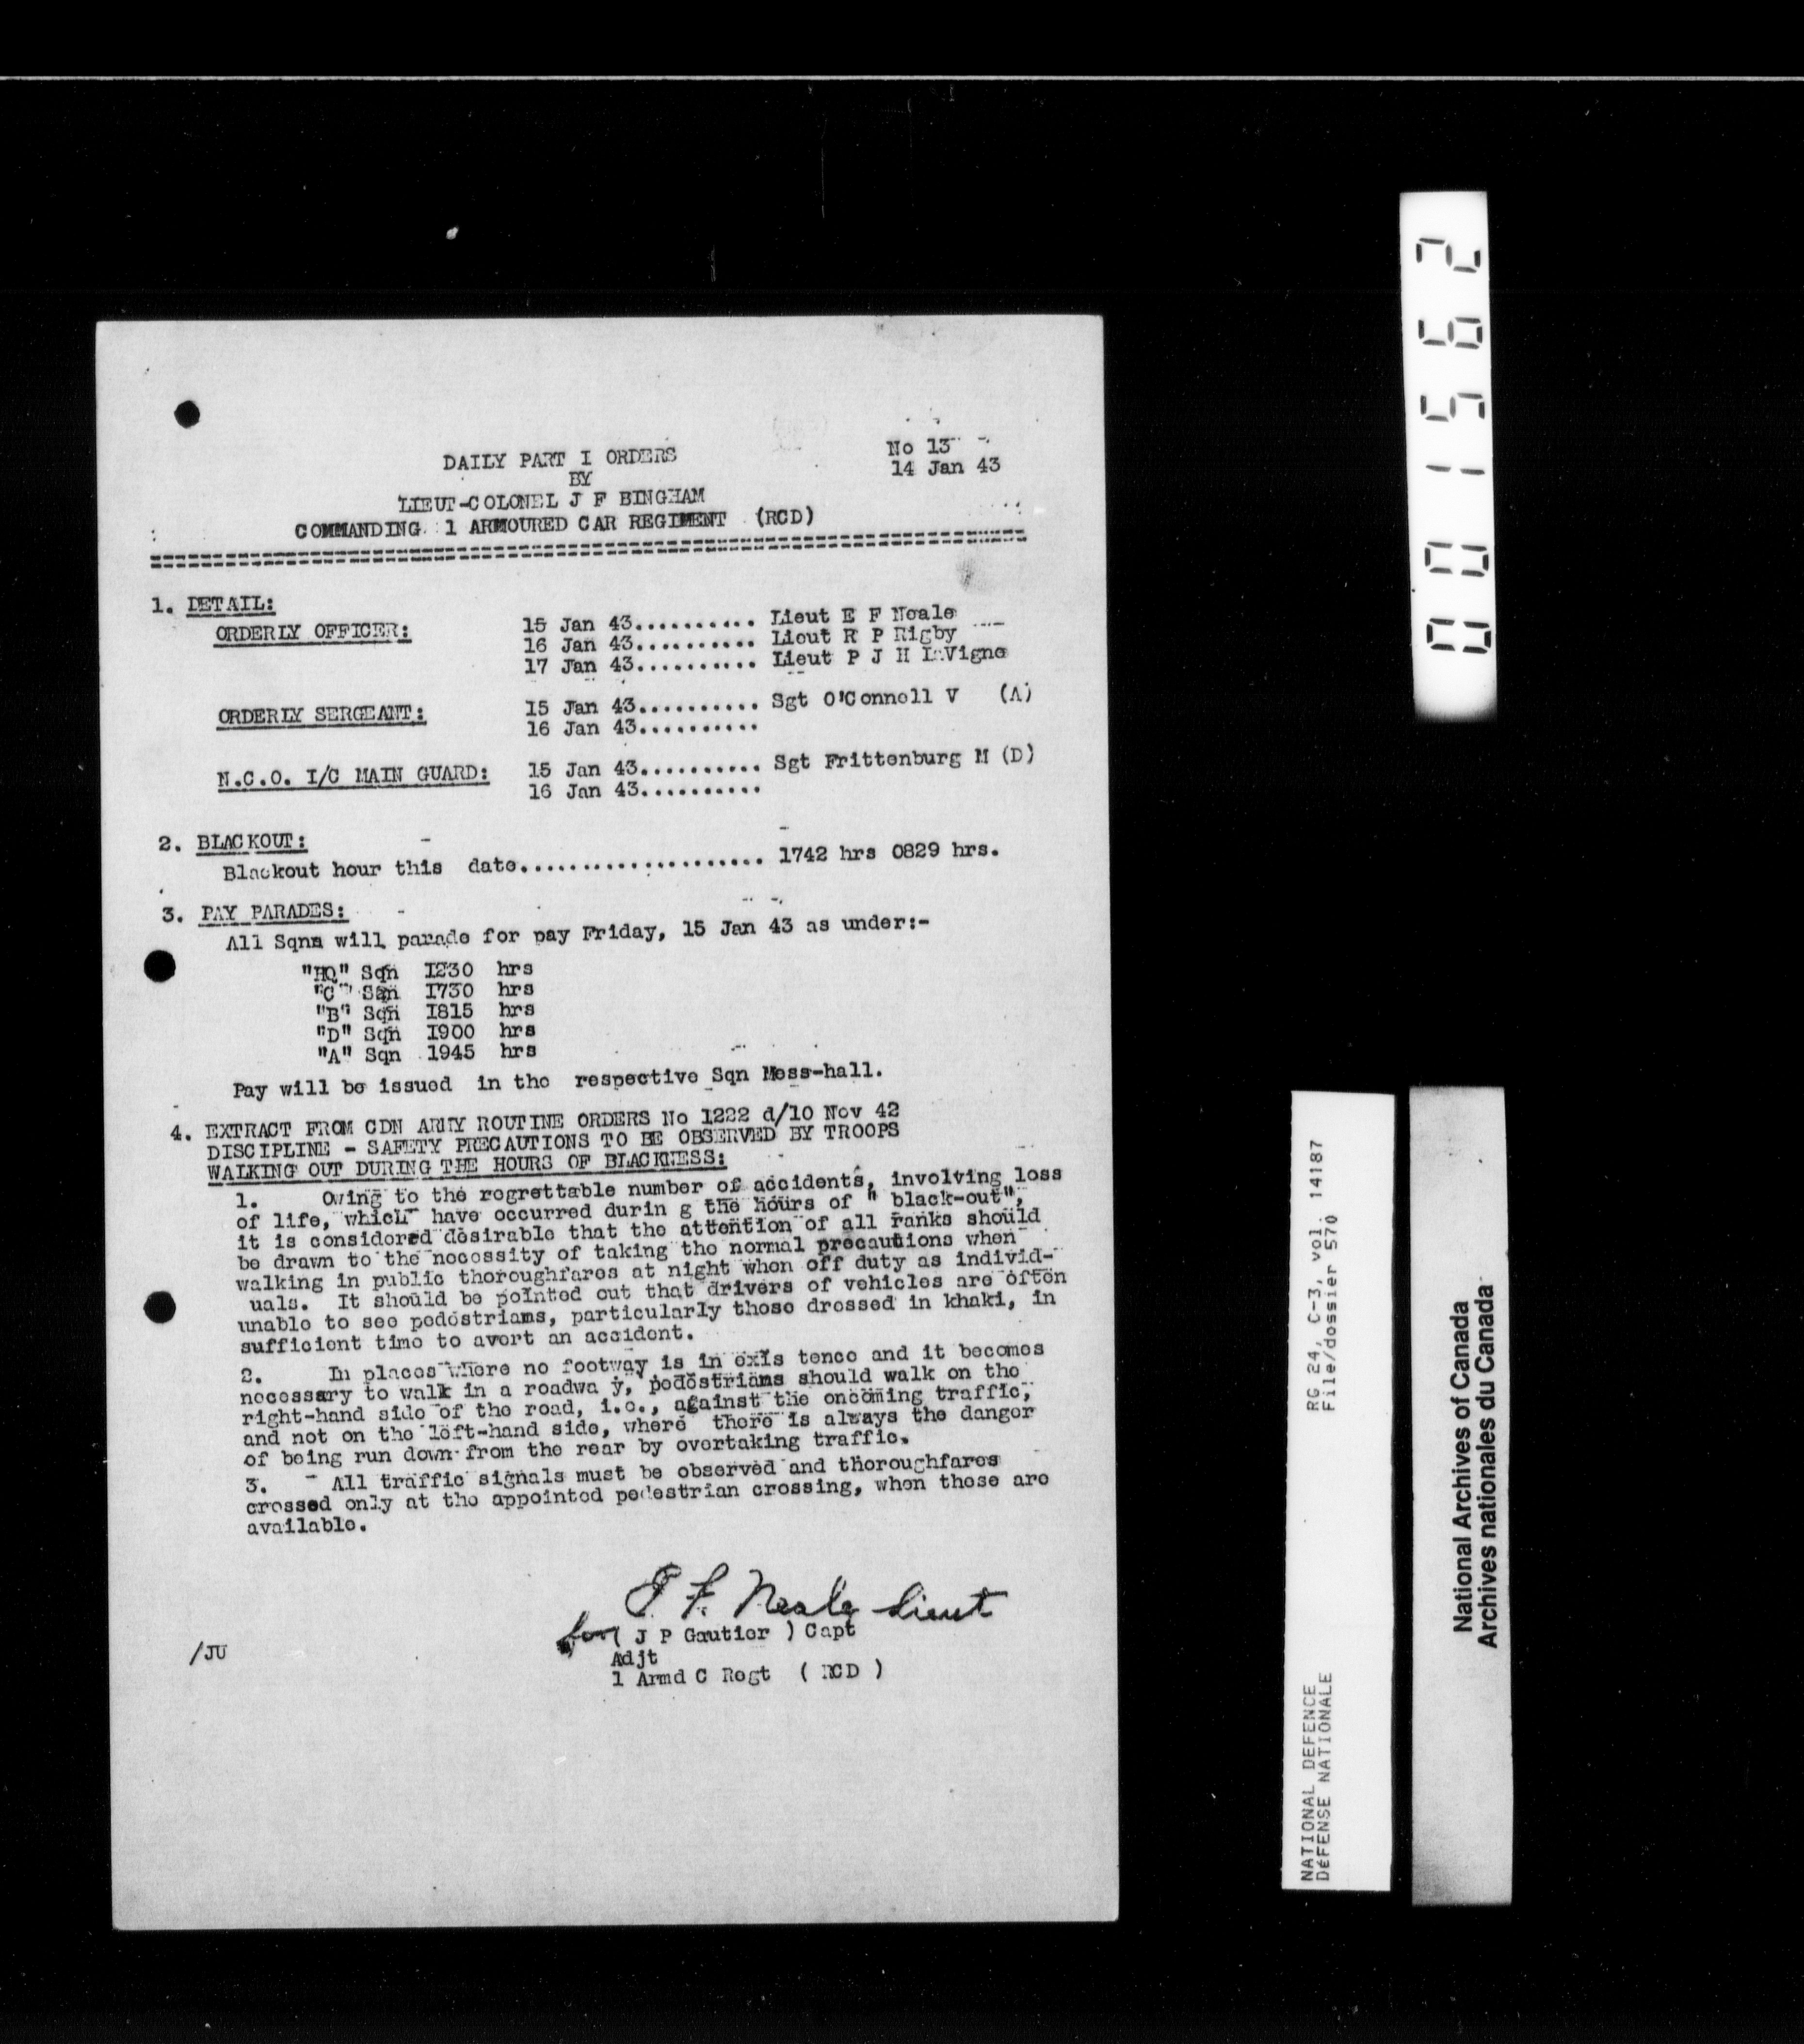 No 13
14 Jan 43
DAILY PART I ORDERS
BY
LIEUT-COLONEL J F BINGHAM
COMMANDING 1 ARMOURED CAR REGIMENT (RCD)
1. DETAIL:
ORDERLY OFFICER: 15 Jan 43.......... Lieut E F Neale
16 Jan 43.......... Lieut R P Rigby
17 Jan 43.......... Lieut P J H LaVigne
ORDERLY SERGEANT: 15 Jan 43.......... Sgt O'Connell V (A)
16 Jan 43..........
N.C.O. I/C MAIN GUARD: 15 Jan 43.......... Sgt Frittenburg M (D)
16 Jan 43..........
2. BLACKOUT:
Blackout hour this date.................... 1742 hrs 0829 hrs.
3. PAY PARADES:
All Sqns will parade for pay Friday, 15 Jan 43 as under:-
"HQ" Sqn 1230 hrs
"C" Sqn 1730 hrs
"B" Sqn 1815 hrs
"D" Sqn 1900 hrs
"A" Sqn 1945 hrs
Pay will be issued in the respective Sqn Mess-hall.
4. EXTRACT FROM CDN ARMY ROUTINE ORDERS No 1222 d/10 Nov 42
DISCIPLINE - SAFETY PRECAUTIONS TO BE OBSERVED BY TROOPS
WALKING OUT DURING THE HOURS OF BLACKNESS:
1. Owing to the regrettable number of accidents, involving loss
of life, which have occurred durin g the hours of " black-out",
it is considered desirable that the attention of all ranks should
be drawn to the necessity of taking the normal precautions when
walking in public thoroughfares at night when off duty as individ-
uals. It should be pointed out that drivers of vehicles are often
unable to see pedestrians, particularly those dressed in khaki, in
sufficient time to avert an accident.
2. In places where no footway is in exis tence and it becomes
necessary to walk in a roadwa y, pedestrians should walk on the
right-hand side of the road, i.e., against the oncoming traffic,
and not on the left-hand side, where there is always the danger
of being run down from the rear by overtaking traffic.
3. All traffic signals must be observed and thoroughfares
crossed only at the appointed pedestrian crossing, when these are
available.
E F Neale Lieut
for ( J P Gautier ) Capt
Adjt
1 Armd C Regt ( RCD )
/JU
001562
RG 24, C-3, vol. 14187
File/dossier 570
NATIONAL DEFENCE
DÉFENSE NATIONALE
National Archives of Canada
Archives nationales du Canada